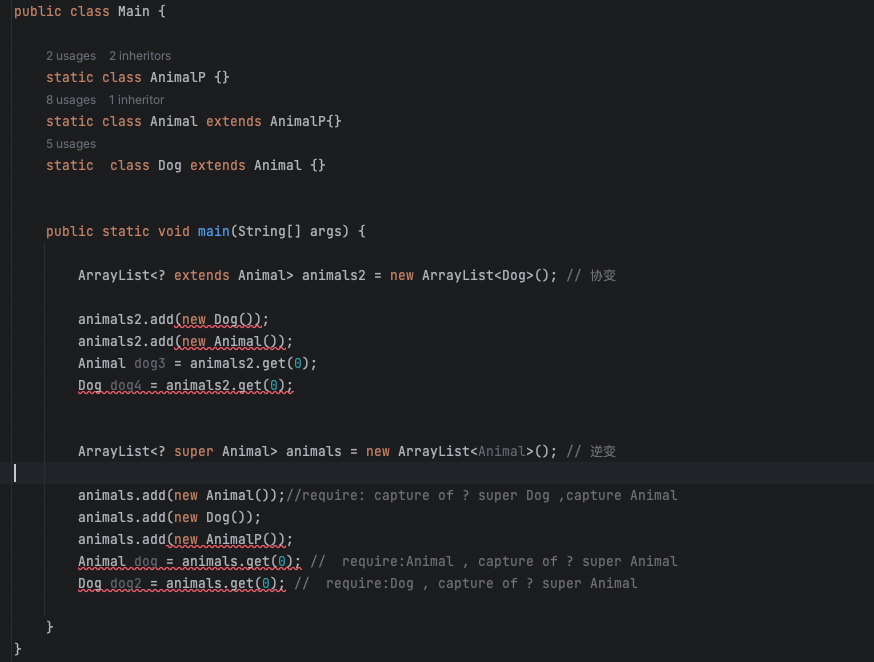 public class Main {
2 usages 2 inheritors
static class AnimalP {}
8 usages 1 inheritor
static class Animal extends AnimalP{}
5 usages
static  class Dog extends Animal {}
public static void main(String[] args) {
ArrayList<? extends Animal> animals2 = new ArrayList<Dog>(); // 协变
animals2.add(new Dog());
animals2.add(new Animal());
Animal dog3 = animals2.get(0);
Dog dog4 = animals2.get(0);
ArrayList<? super Animal> animals = new ArrayList<Animal>(); // 逆变
animals.add(new Animal());//require: capture of ? super Dog ,capture Animal
animals.add(new Dog());
animals.add(new AnimalP());
Animal dog = animals.get(0); //  require:Animal , capture of ? super Animal
Dog dog2 = animals.get(0); //  require:Dog , capture of ? super Animal
}
}